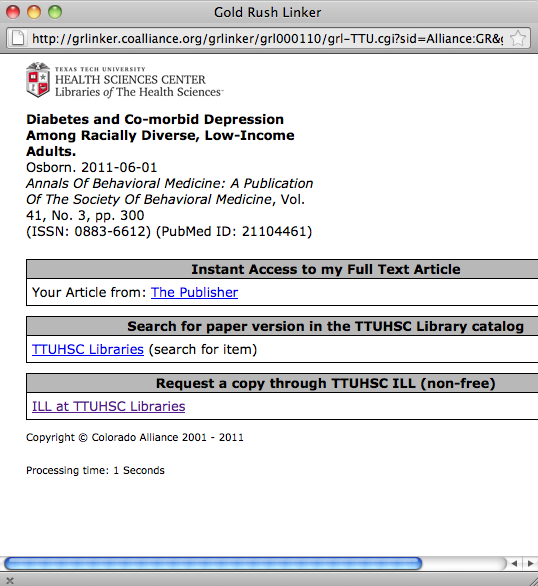 Gold Rush Linker
http://grlinker.coalliance.org/grlinker/grl000110/grl-TTU.cgi?sid=Alliance:GR&g
TEXAS TECH UNIVERSITY
HEALTH SCIENCES CENTER
Libraries of The Health Sciences
Diabetes and Co-morbid Depression
Among Racially Diverse, Low-Income
Adults.
Osborn. 2011-06-01
Annals Of Behavioral Medicine: A Publication
Of The Society Of Behavioral Medicine, Vol.
41, No. 3, pp. 300
(ISSN: 0883-6612) (PubMed ID: 21104461)
Instant Access to my Full Text Article
Your Article from: The Publisher
Search for paper version in the TTUHSC Library catalog
TTUHSC Libraries (search for item)
Request a copy through TTUHSC ILL (non-free)
ILL at TTUHSC Libraries
Copyright © Colorado Alliance 2001 - 2011
Processing time: 1 Seconds